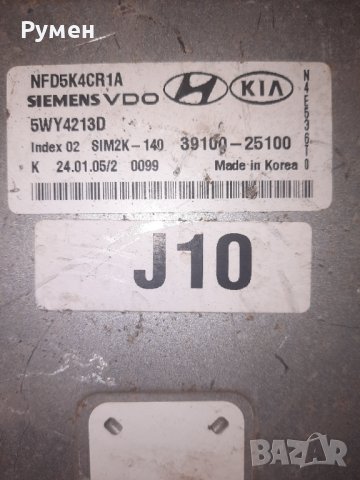 Румен
NFD5K4CR1A
SIEMENS VDO
KIA
5WY4213D
Index 02 SIM2K-140 39100-25100
K 24.01.05/2 0099 Made in Korea
J10
БАЗАР